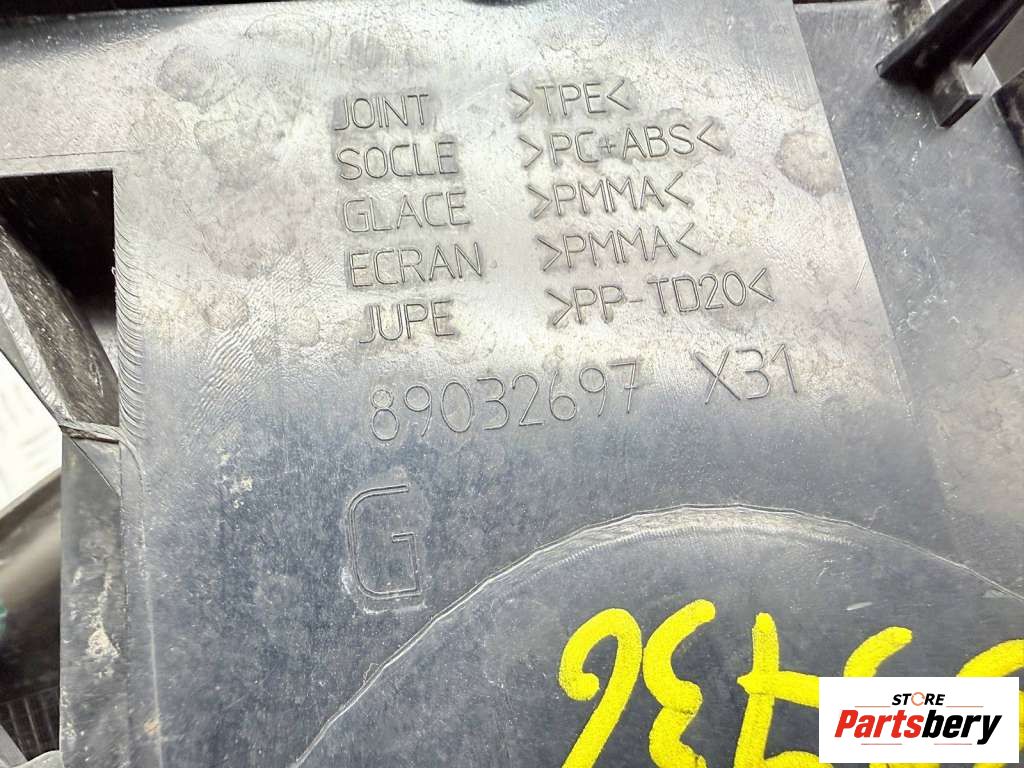 JOINT >TPE<
SOCLE >PC+ABS<
GLACE >PMMA<
ECRAN >PMMA<
JUPE >PP-TD20<
89032697 X31
G
STORE
Partsbery